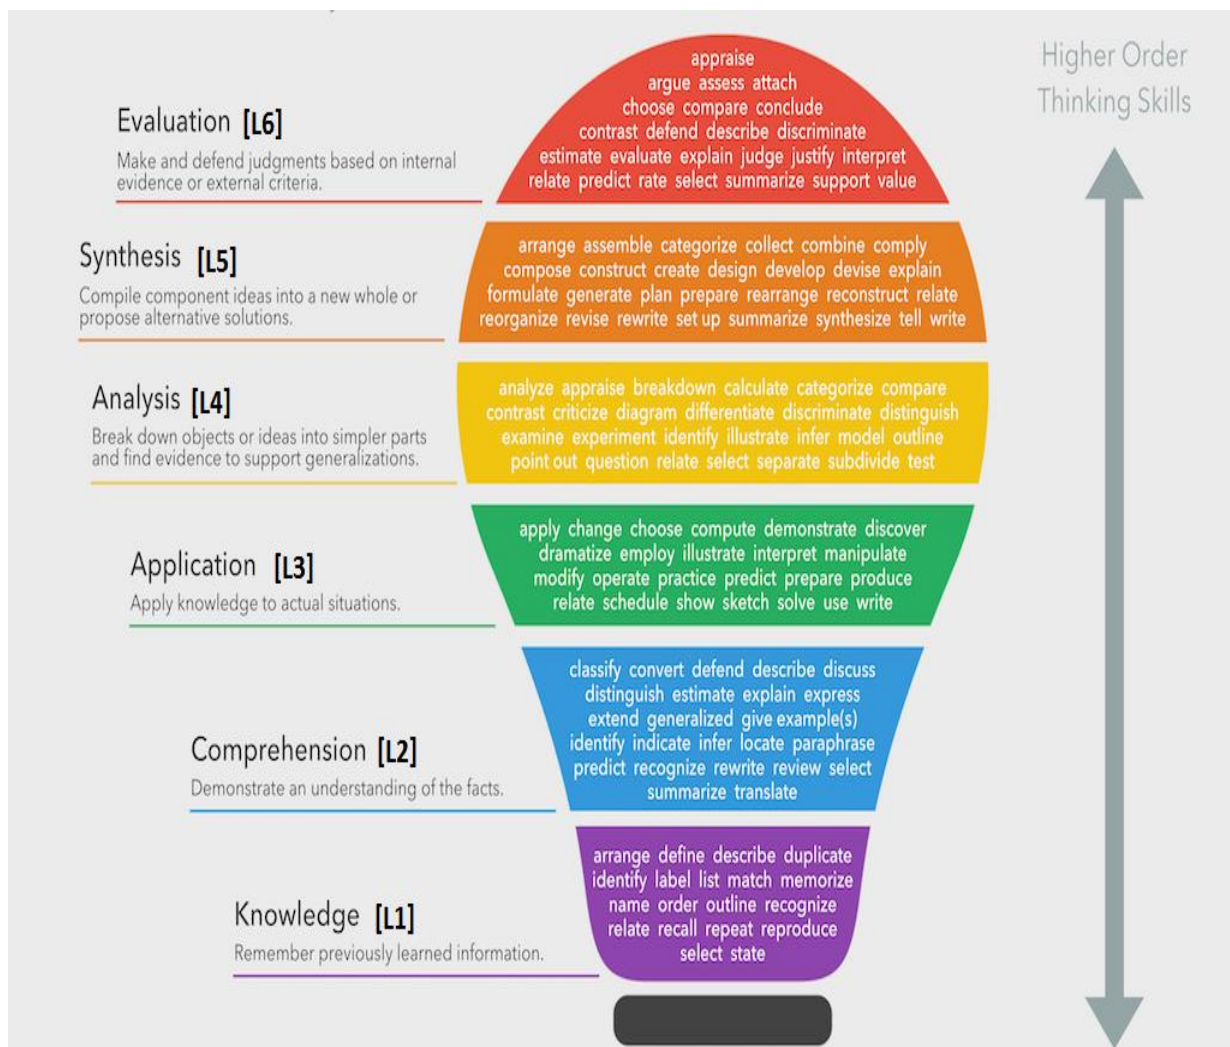 Higher Order
Thinking Skills
Evaluation [L6]
Make and defend judgments based on internal
evidence or external criteria.
appraise
argue assess attach
choose compare conclude
contrast defend describe discriminate
estimate evaluate explain judge justify interpret
relate predict rate select summarize support value
Synthesis [L5]
Compile component ideas into a new whole or
propose alternative solutions.
arrange assemble categorize collect combine comply
compose construct create design develop devise explain
formulate generate plan prepare rearrange reconstruct relate
reorganize revise rewrite set up summarize synthesize tell write
Analysis [L4]
Break down objects or ideas into simpler parts
and find evidence to support generalizations.
analyze appraise breakdown calculate categorize compare
contrast criticize diagram differentiate discriminate distinguish
examine experiment identify illustrate infer model outline
point out question relate select separate subdivide test
Application [L3]
Apply knowledge to actual situations.
apply change choose compute demonstrate discover
dramatize employ illustrate interpret manipulate
modify operate practice predict prepare produce
relate schedule show sketch solve use write
Comprehension [L2]
Demonstrate an understanding of the facts.
classify convert defend describe discuss
distinguish estimate explain express
extend generalized give example(s)
identify indicate infer locate paraphrase
predict recognize rewrite review select
summarize translate
Knowledge [L1]
Remember previously learned information.
arrange define describe duplicate
identify label list match memorize
name order outline recognize
relate recall repeat reproduce
select state